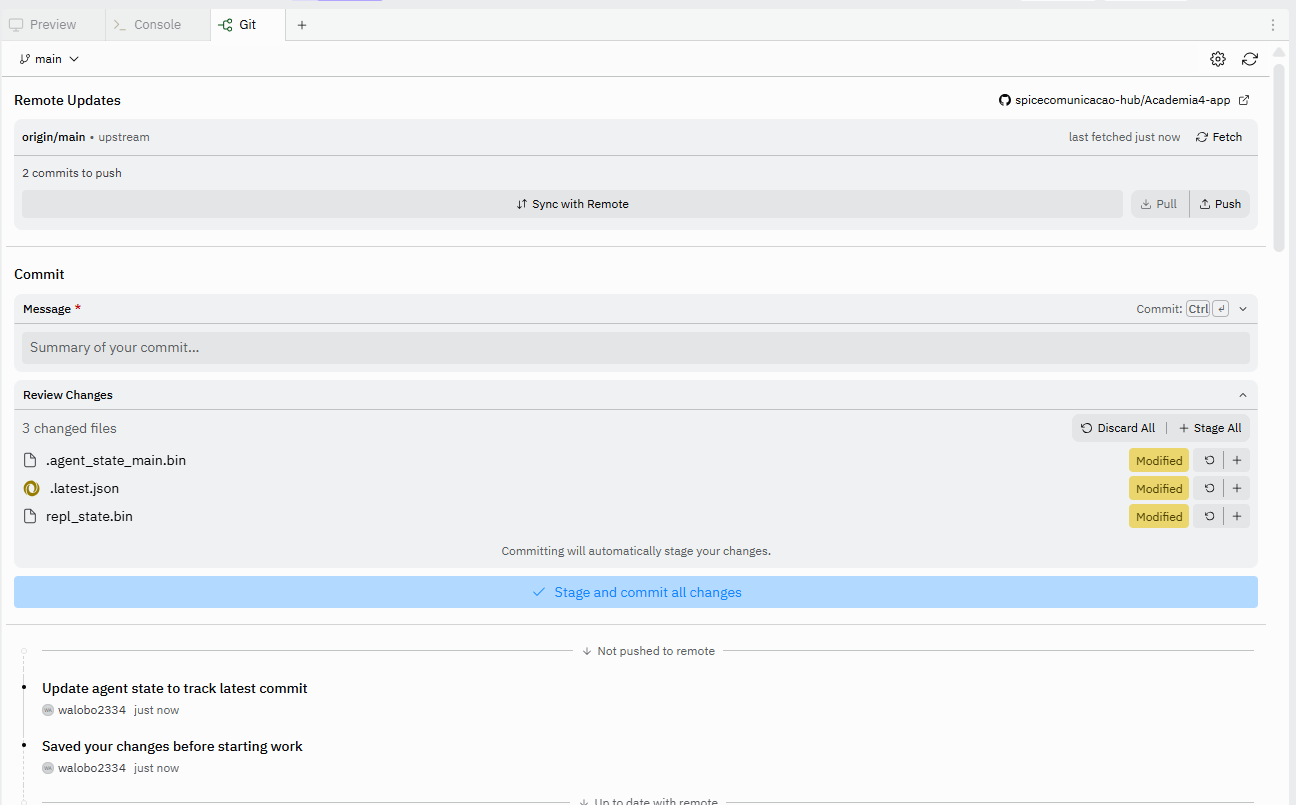 Preview Console Git
main
Remote Updates spicecomunicacao-hub/Academia4-app
origin/main • upstream last fetched just now Fetch
2 commits to push
Sync with Remote Pull Push
Commit
Message * Commit: Ctrl
Summary of your commit...
Review Changes
3 changed files Discard All Stage All
.agent_state_main.bin Modified
.latest.json Modified
repl_state.bin Modified
Committing will automatically stage your changes.
Stage and commit all changes
Not pushed to remote
Update agent state to track latest commit
WA walobo2334 just now
Saved your changes before starting work
WA walobo2334 just now
Up to date with remote